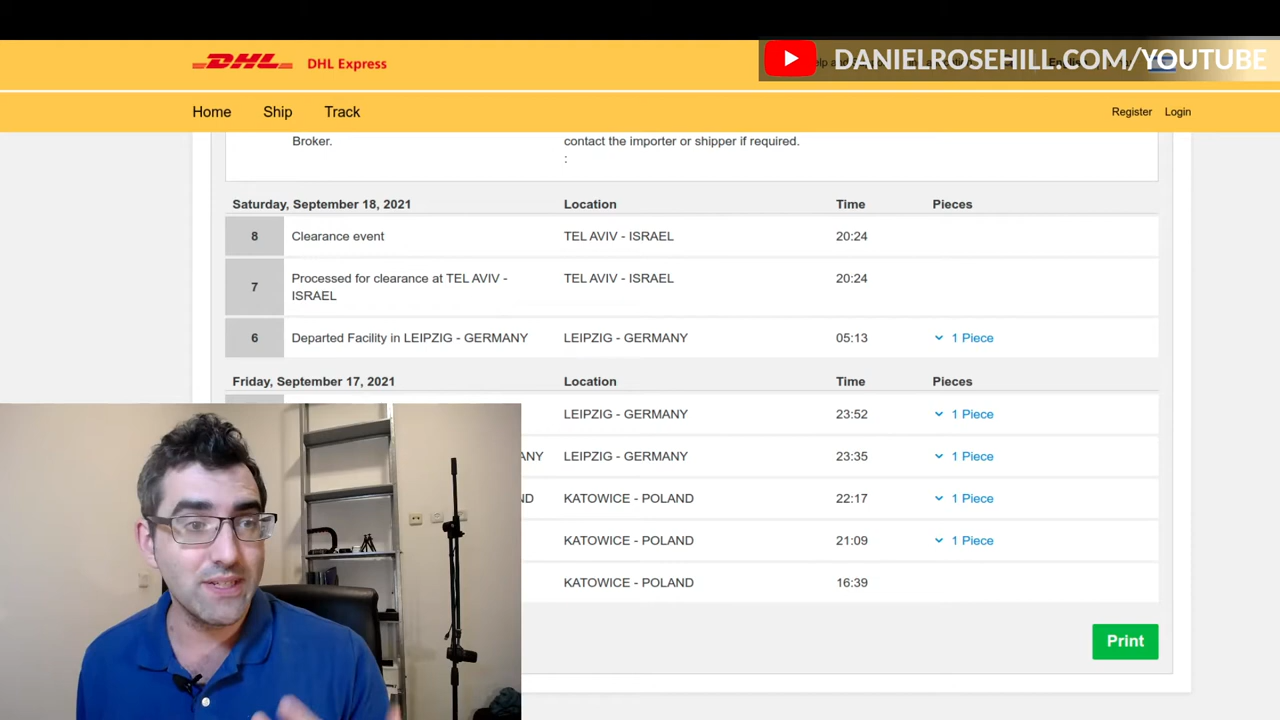 DHL DHL Express
DANIELROSEHILL.COM/YOUTUBE
Home Ship Track Register Login
Broker. contact the importer or shipper if required.
:
Saturday, September 18, 2021 Location Time Pieces
8 Clearance event TEL AVIV - ISRAEL 20:24
7 Processed for clearance at TEL AVIV - TEL AVIV - ISRAEL 20:24
ISRAEL
6 Departed Facility in LEIPZIG - GERMANY LEIPZIG - GERMANY 05:13 1 Piece
Friday, September 17, 2021 Location Time Pieces
LEIPZIG - GERMANY 23:52 1 Piece
LEIPZIG - GERMANY 23:35 1 Piece
KATOWICE - POLAND 22:17 1 Piece
KATOWICE - POLAND 21:09 1 Piece
KATOWICE - POLAND 16:39
Print